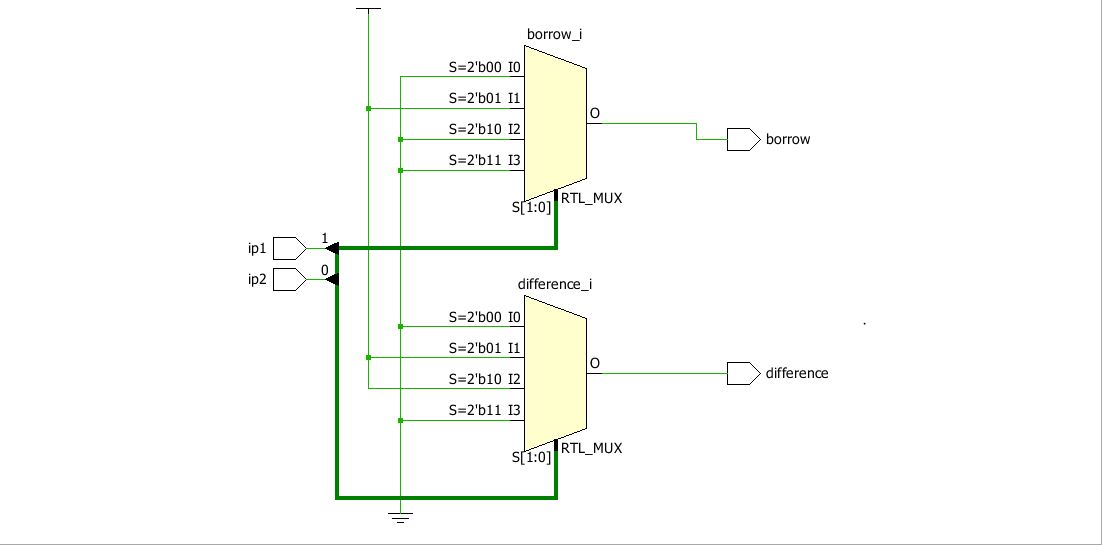 borrow_i
S=2'b00 I0
S=2'b01 I1
O
S=2'b10 I2
borrow
S=2'b11 I3
RTL_MUX
S[1:0]
ip1
1
ip2
0
difference_i
S=2'b00 I0
S=2'b01 I1
O
S=2'b10 I2
difference
S=2'b11 I3
RTL_MUX
S[1:0]